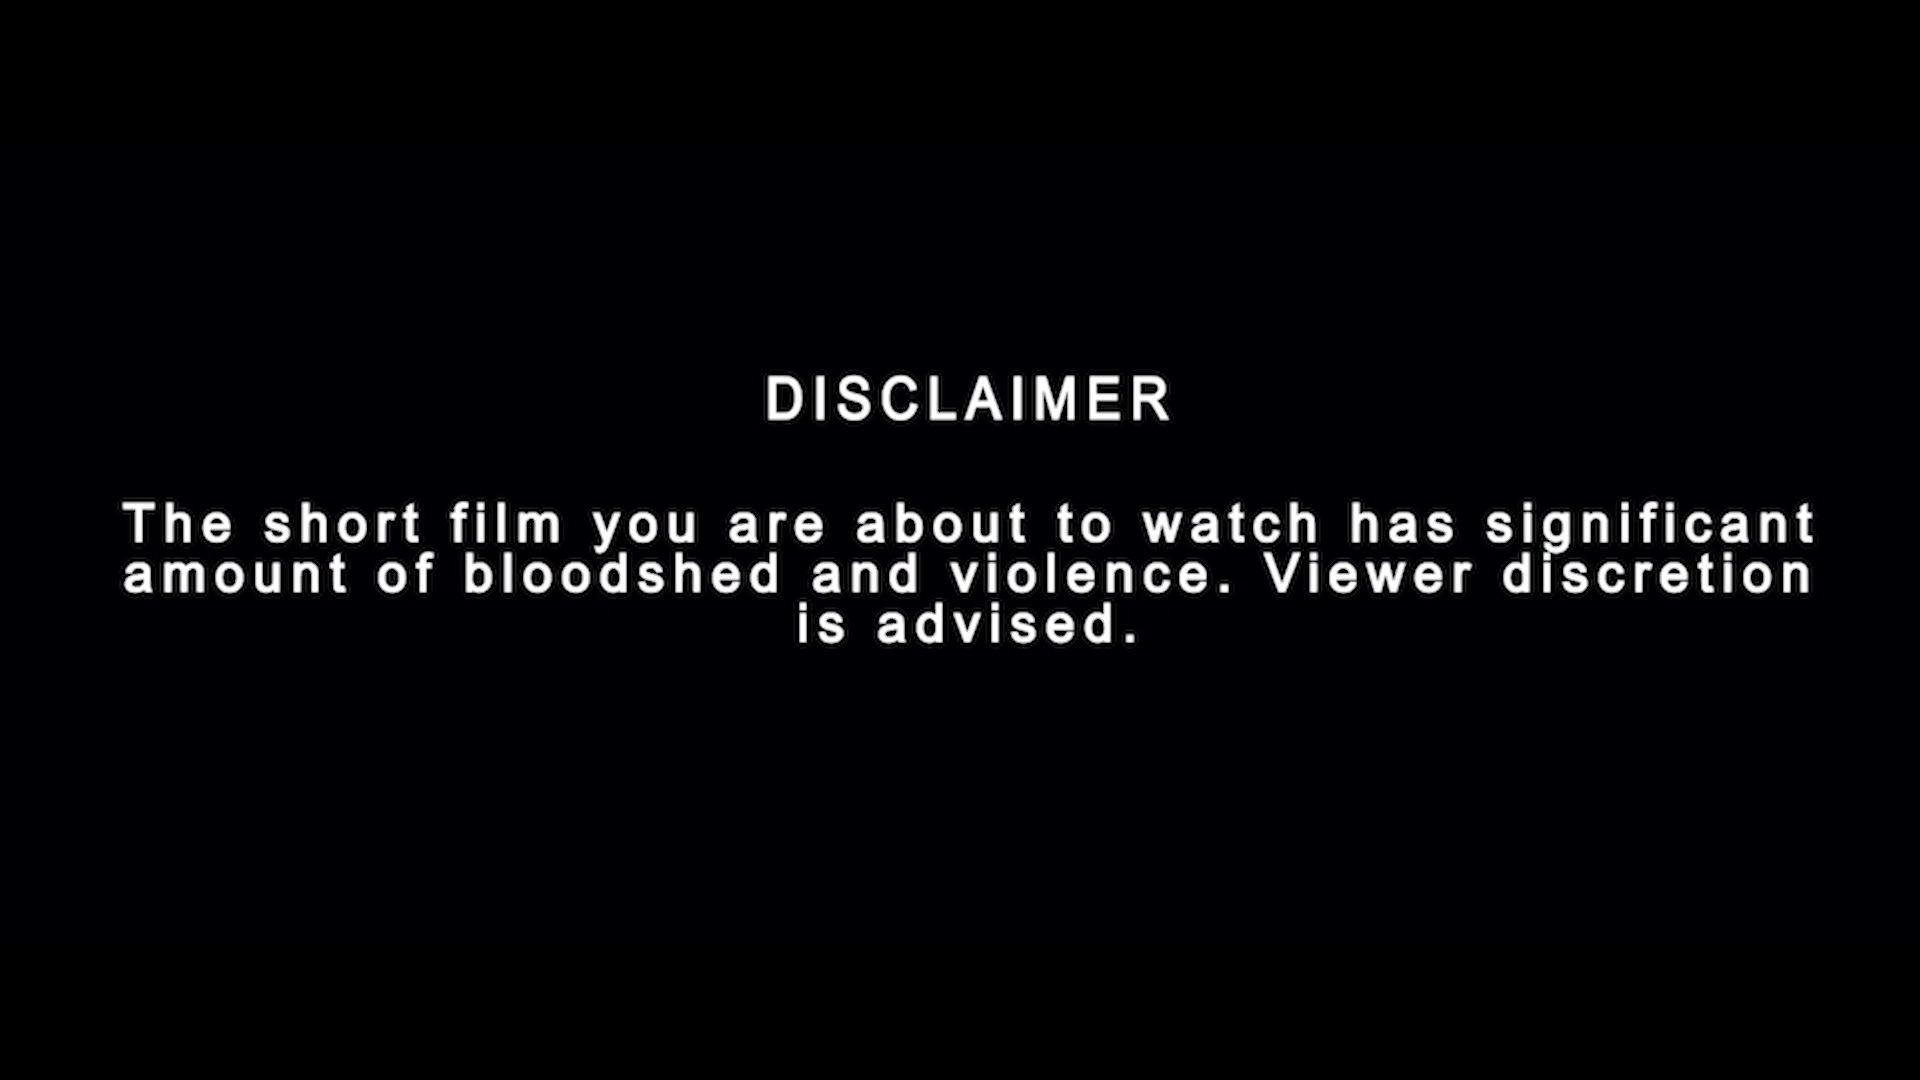 DISCLAIMER
The short film you are about to watch has significant
amount of bloodshed and violence. Viewer discretion
is advised.